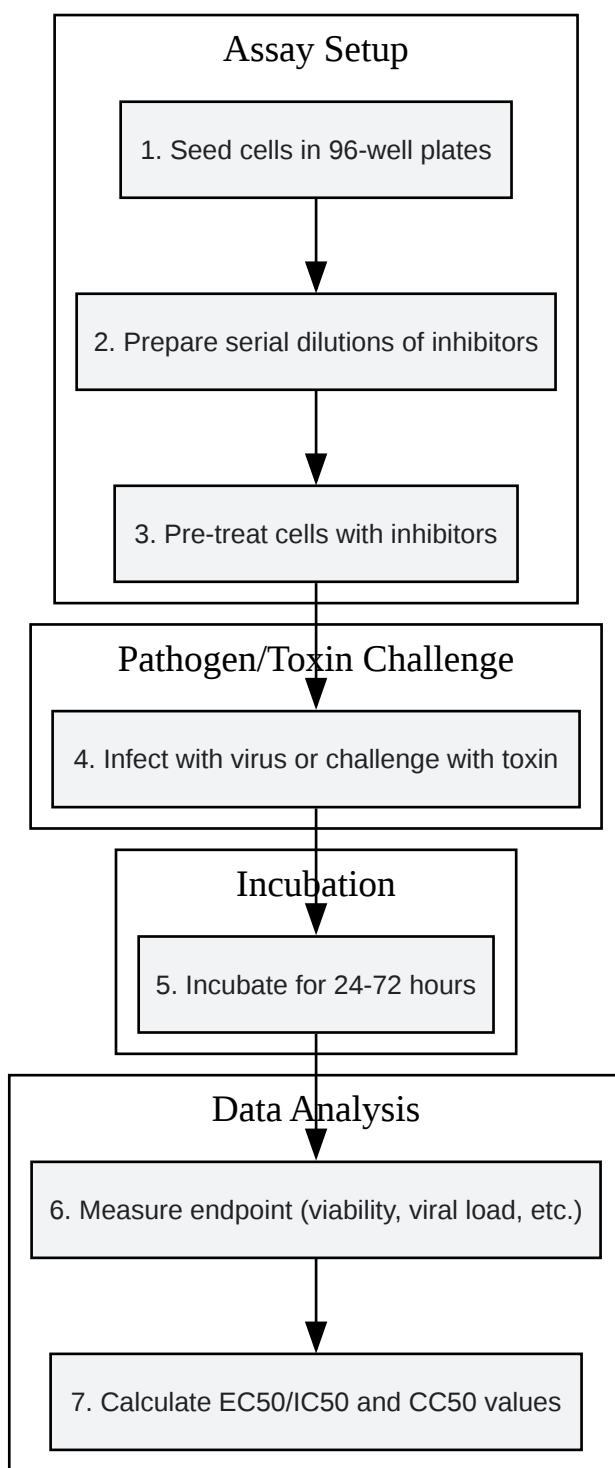 Assay Setup
1. Seed cells in 96-well plates
2. Prepare serial dilutions of inhibitors
3. Pre-treat cells with inhibitors
Pathogen/Toxin Challenge
4. Infect with virus or challenge with toxin
Incubation
5. Incubate for 24-72 hours
Data Analysis
6. Measure endpoint (viability, viral load, etc.)
7. Calculate EC50/IC50 and CC50 values